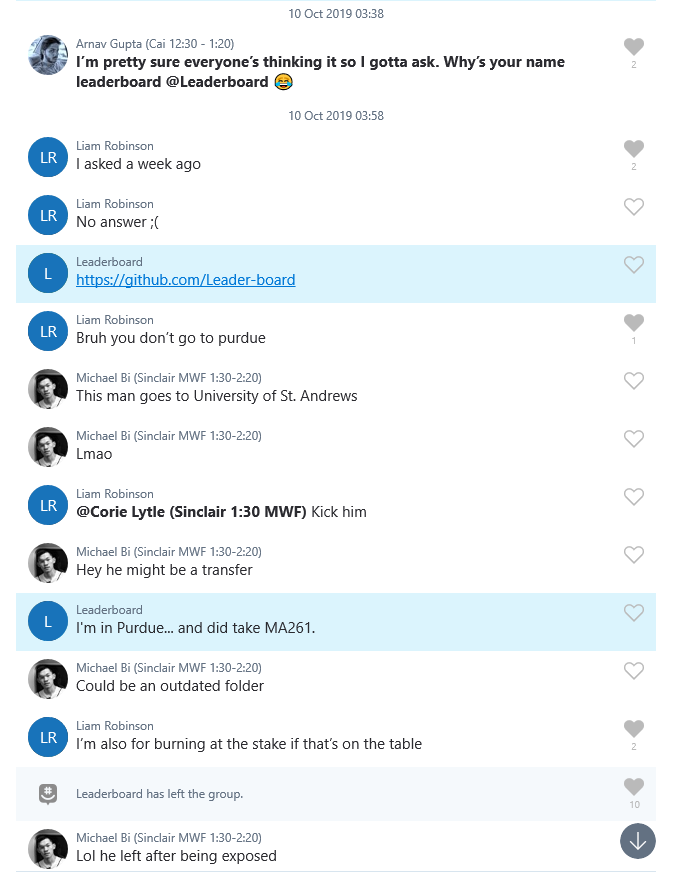 10 Oct 2019 03:38
Arnav Gupta (Cai 12:30 - 1:20)
I’m pretty sure everyone’s thinking it so I gotta ask. Why’s your name
leaderboard @Leaderboard 😂
2
10 Oct 2019 03:58
LR
Liam Robinson
I asked a week ago
2
LR
Liam Robinson
No answer ;(
L
Leaderboard
https://github.com/Leader-board
LR
Liam Robinson
Bruh you don’t go to purdue
1
Michael Bi (Sinclair MWF 1:30-2:20)
This man goes to University of St. Andrews
Michael Bi (Sinclair MWF 1:30-2:20)
Lmao
LR
Liam Robinson
@Corie Lytle (Sinclair 1:30 MWF) Kick him
Michael Bi (Sinclair MWF 1:30-2:20)
Hey he might be a transfer
L
Leaderboard
I'm in Purdue... and did take MA261.
Michael Bi (Sinclair MWF 1:30-2:20)
Could be an outdated folder
LR
Liam Robinson
I’m also for burning at the stake if that’s on the table
2
Leaderboard has left the group.
10
Michael Bi (Sinclair MWF 1:30-2:20)
Lol he left after being exposed